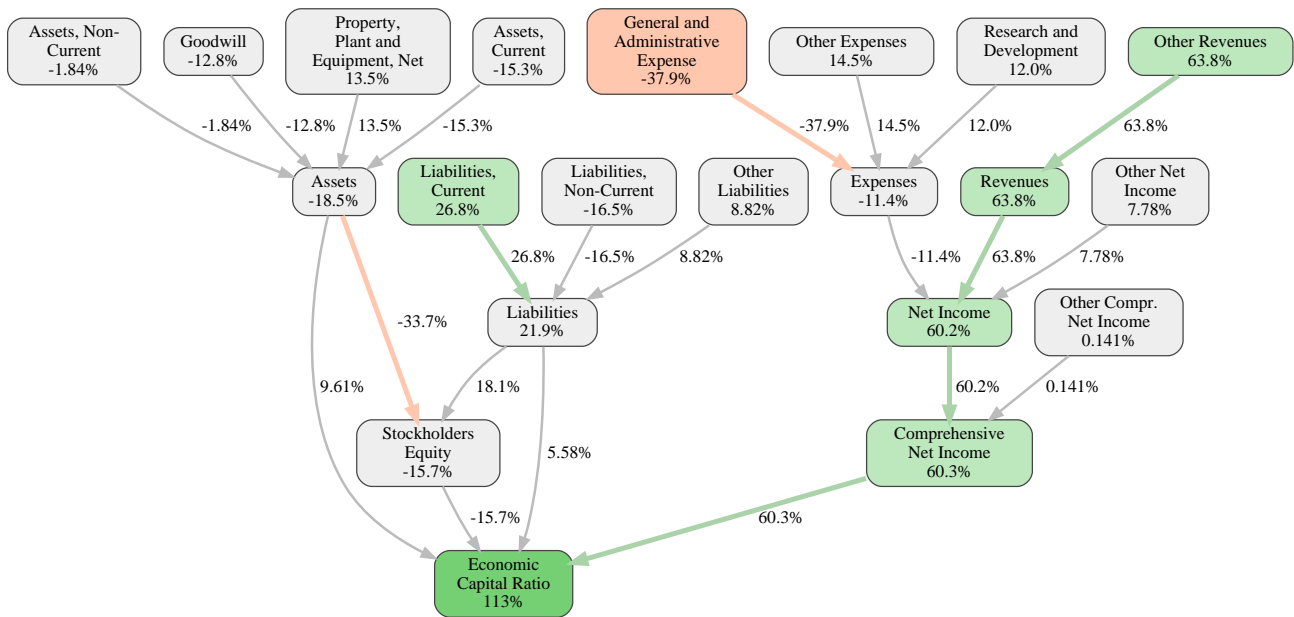 Assets, Non-
Current
-1.84%
Goodwill
-12.8%
Property,
Plant and
Equipment, Net
13.5%
Assets,
Current
-15.3%
General and
Administrative
Expense
-37.9%
Other Expenses
14.5%
Research and
Development
12.0%
Other Revenues
63.8%
-1.84%
-12.8%
13.5%
-15.3%
-37.9%
14.5%
12.0%
63.8%
Assets
-18.5%
Liabilities,
Current
26.8%
Liabilities,
Non-Current
-16.5%
Other
Liabilities
8.82%
Expenses
-11.4%
Revenues
63.8%
Other Net
Income
7.78%
26.8%
-16.5%
8.82%
-11.4%
63.8%
7.78%
-33.7%
Liabilities
21.9%
Net Income
60.2%
Other Compr.
Net Income
0.141%
9.61%
18.1%
60.2%
0.141%
Stockholders
Equity
-15.7%
5.58%
Comprehensive
Net Income
60.3%
-15.7%
60.3%
Economic
Capital Ratio
113%